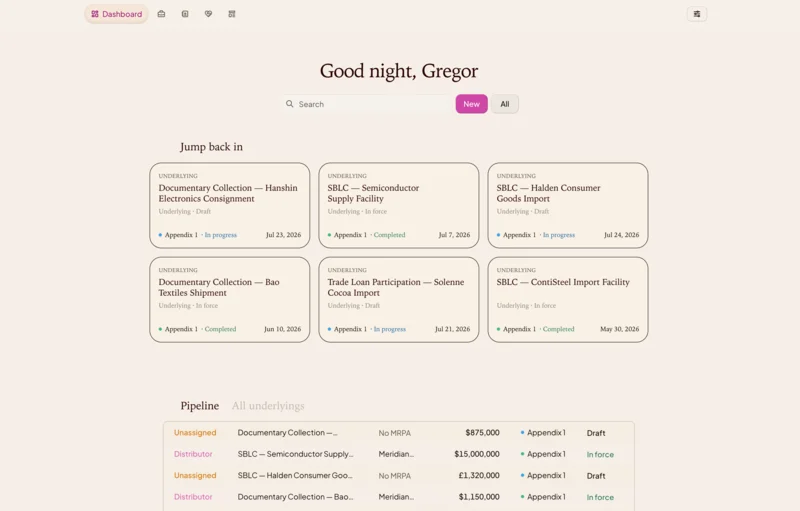 Dashboard
Good night, Gregor
Search
New
All
Jump back in
UNDERLYING
Documentary Collection — Hanshin
Electronics Consignment
Underlying · Draft
Appendix 1 · In progress
Jul 23, 2026
UNDERLYING
SBLC — Semiconductor
Supply Facility
Underlying · In force
Appendix 1 · Completed
Jul 7, 2026
UNDERLYING
SBLC — Halden Consumer
Goods Import
Underlying · Draft
Appendix 1 · In progress
Jul 24, 2026
UNDERLYING
Documentary Collection — Bao
Textiles Shipment
Underlying · In force
Appendix 1 · Completed
Jun 10, 2026
UNDERLYING
Trade Loan Participation — Solenne
Cocoa Import
Underlying · Draft
Appendix 1 · In progress
Jul 21, 2026
UNDERLYING
SBLC — ContiSteel Import Facility
Underlying · In force
Appendix 1 · Completed
May 30, 2026
Pipeline
All underlyings
Unassigned Documentary Collection —… No MRPA $875,000 Appendix 1 Draft
Distributor SBLC — Semiconductor Supply… Meridian… $15,000,000 Appendix 1 In force
Unassigned SBLC — Halden Consumer Goo… No MRPA £1,320,000 Appendix 1 Draft
Distributor Documentary Collection — Bao… Meridian… $1,150,000 Appendix 1 In force